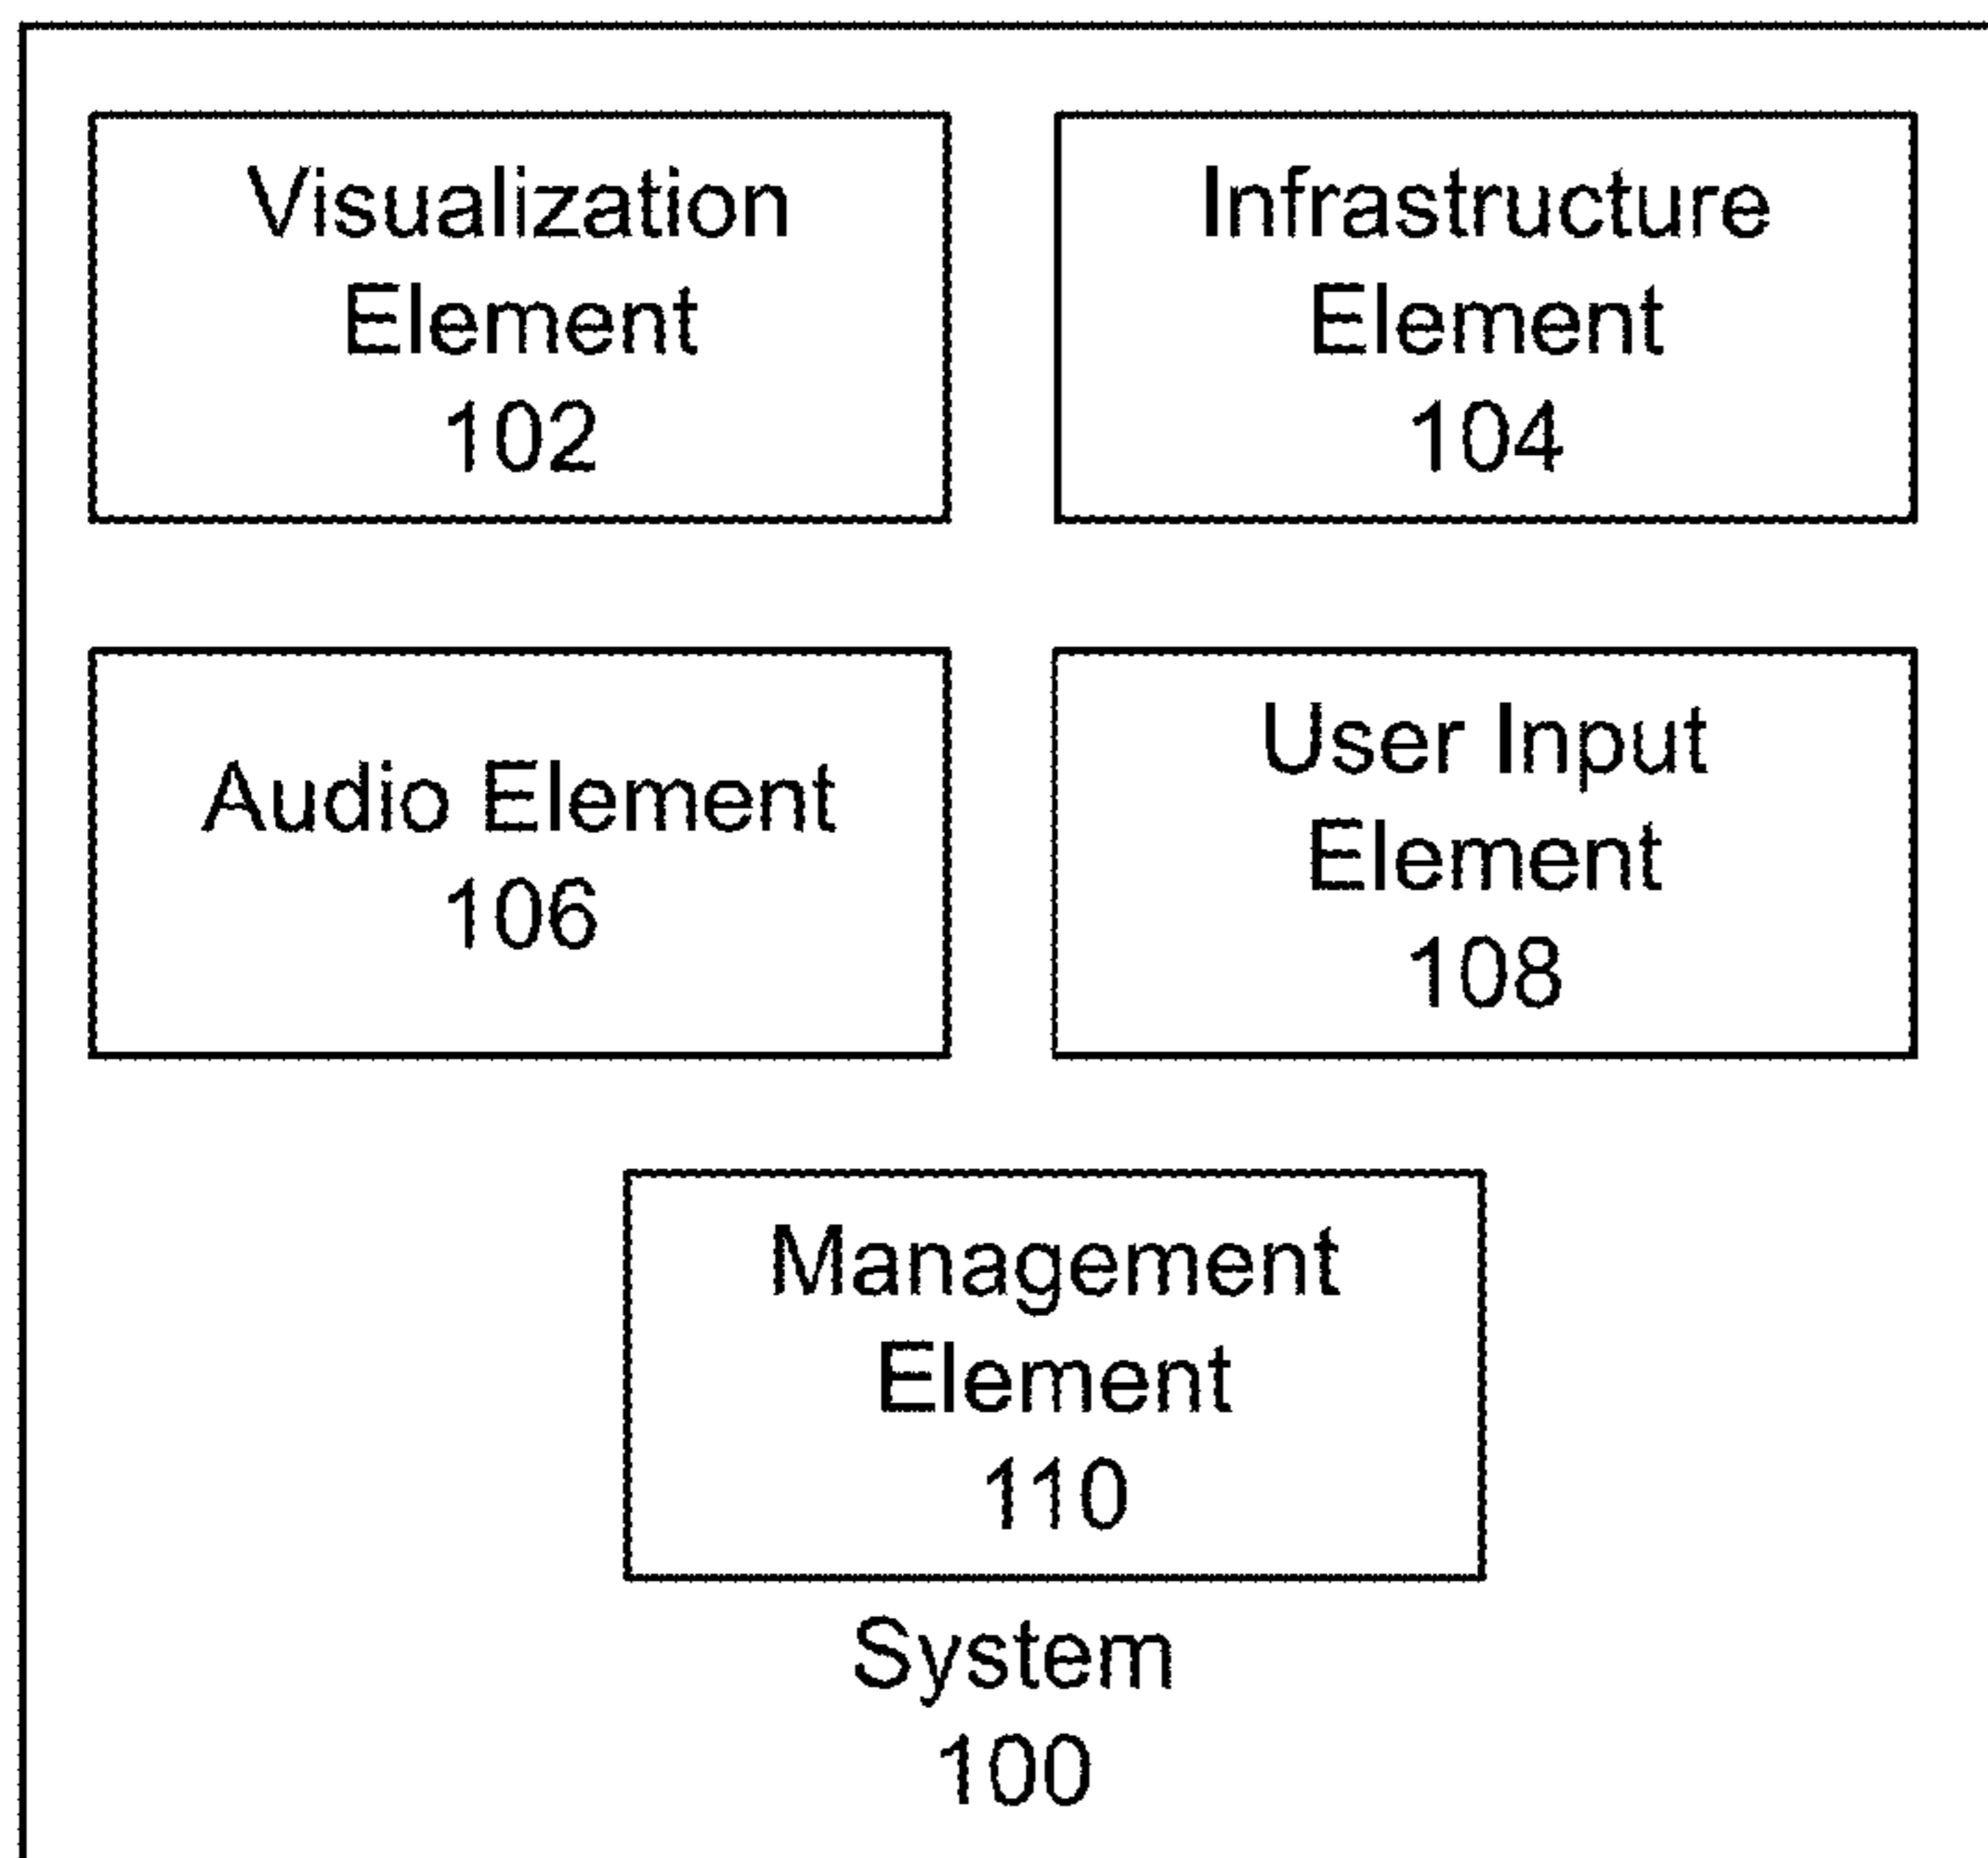 Visualization
Element
102
Infrastructure
Element
104
Audio Element
106
User Input
Element
108
Management
Element
110
System
100